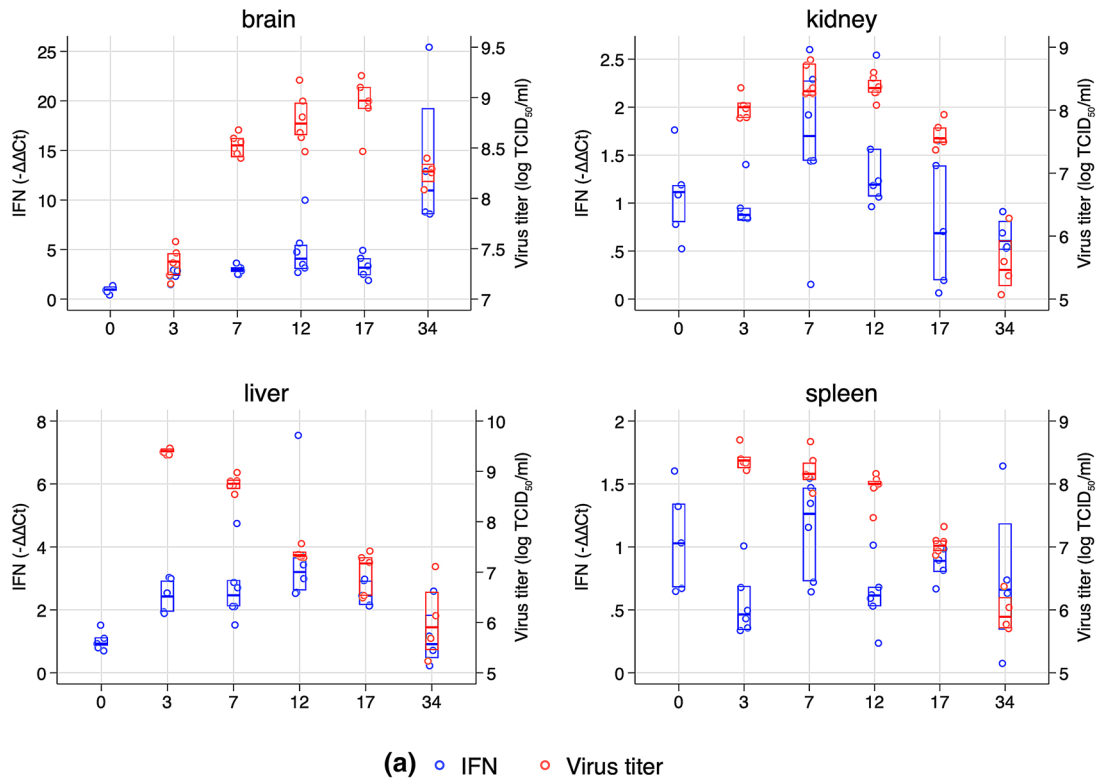 brain
25
20
15
10
5
0
IFN (-ΔΔCt)
9.5
9
8.5
8
7.5
7
Virus titer (log TCID50/ml)
0 3 7 12 17 34
kidney
2.5
2
1.5
1
.5
0
IFN (-ΔΔCt)
9
8
7
6
5
Virus titer (log TCID50/ml)
0 3 7 12 17 34
liver
8
6
4
2
0
IFN (-ΔΔCt)
10
9
8
7
6
5
Virus titer (log TCID50/ml)
0 3 7 12 17 34
spleen
2
1.5
1
.5
0
IFN (-ΔΔCt)
9
8
7
6
5
Virus titer (log TCID50/ml)
0 3 7 12 17 34
(a) IFN Virus titer